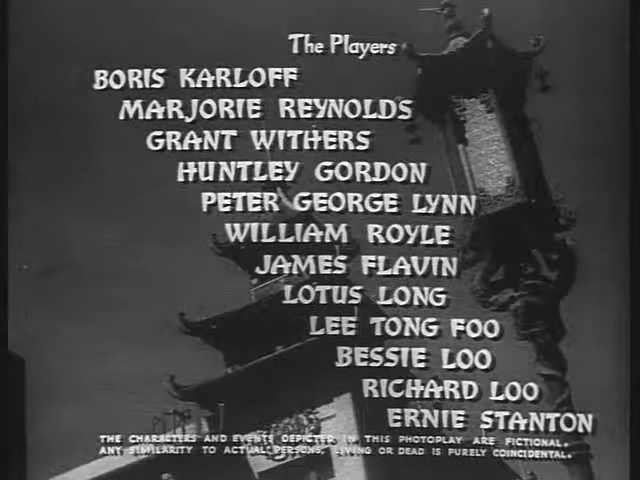 The Players
BORIS KARLOFF
MARJORIE REYNOLDS
GRANT WITHERS
HUNTLEY GORDON
PETER GEORGE LYNN
WILLIAM ROYLE
JAMES FLAVIN
LOTUS LONG
LEE TONG FOO
BESSIE LOO
RICHARD LOO
ERNIE STANTON
THE CHARACTERS AND EVENTS DEPICTED IN THIS PHOTOPLAY ARE FICTIONAL.
ANY SIMILARITY TO ACTUAL PERSONS, LIVING OR DEAD IS PURELY COINCIDENTAL.